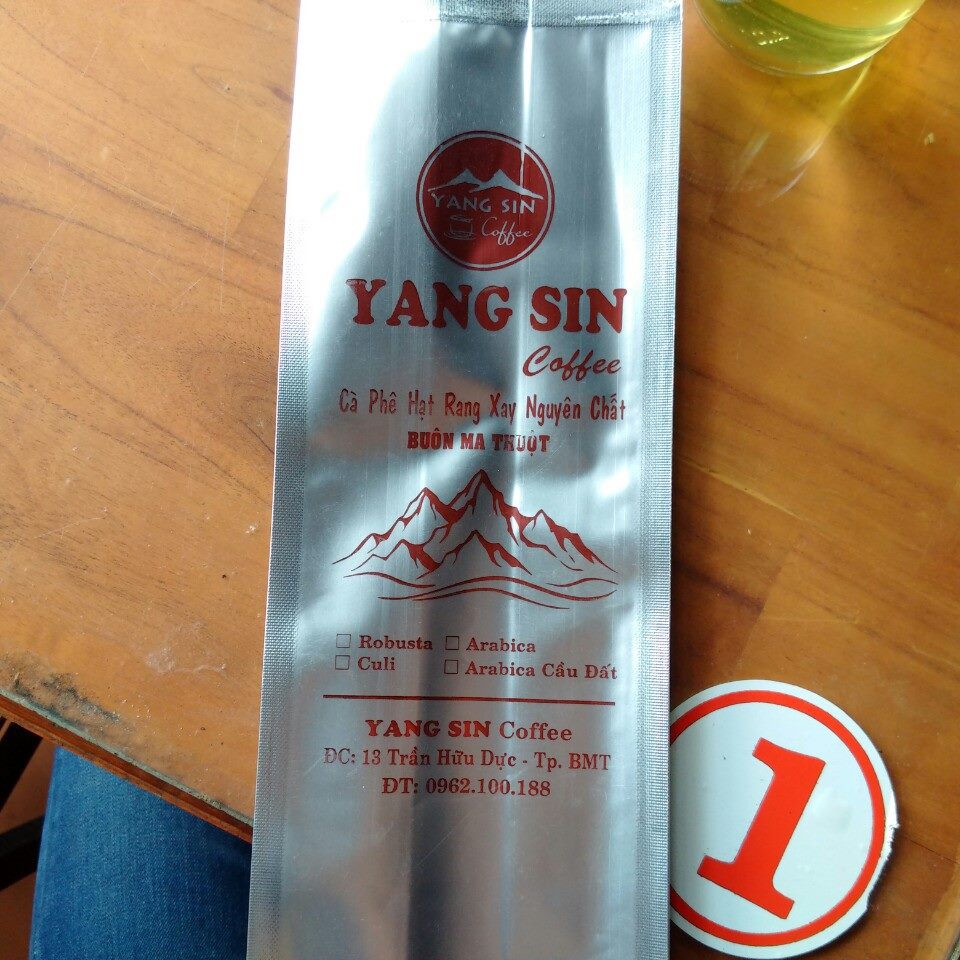 YANG SIN
Coffee
YANG SIN
Coffee
Cà Phê Hạt Rang Xay Nguyên Chất
BUÔN MA THUỘT
☐ Robusta ☐ Arabica
☐ Culi ☐ Arabica Cầu Đất
YANG SIN Coffee
ĐC: 13 Trần Hữu Dực - Tp. BMT
ĐT: 0962.100.188
1